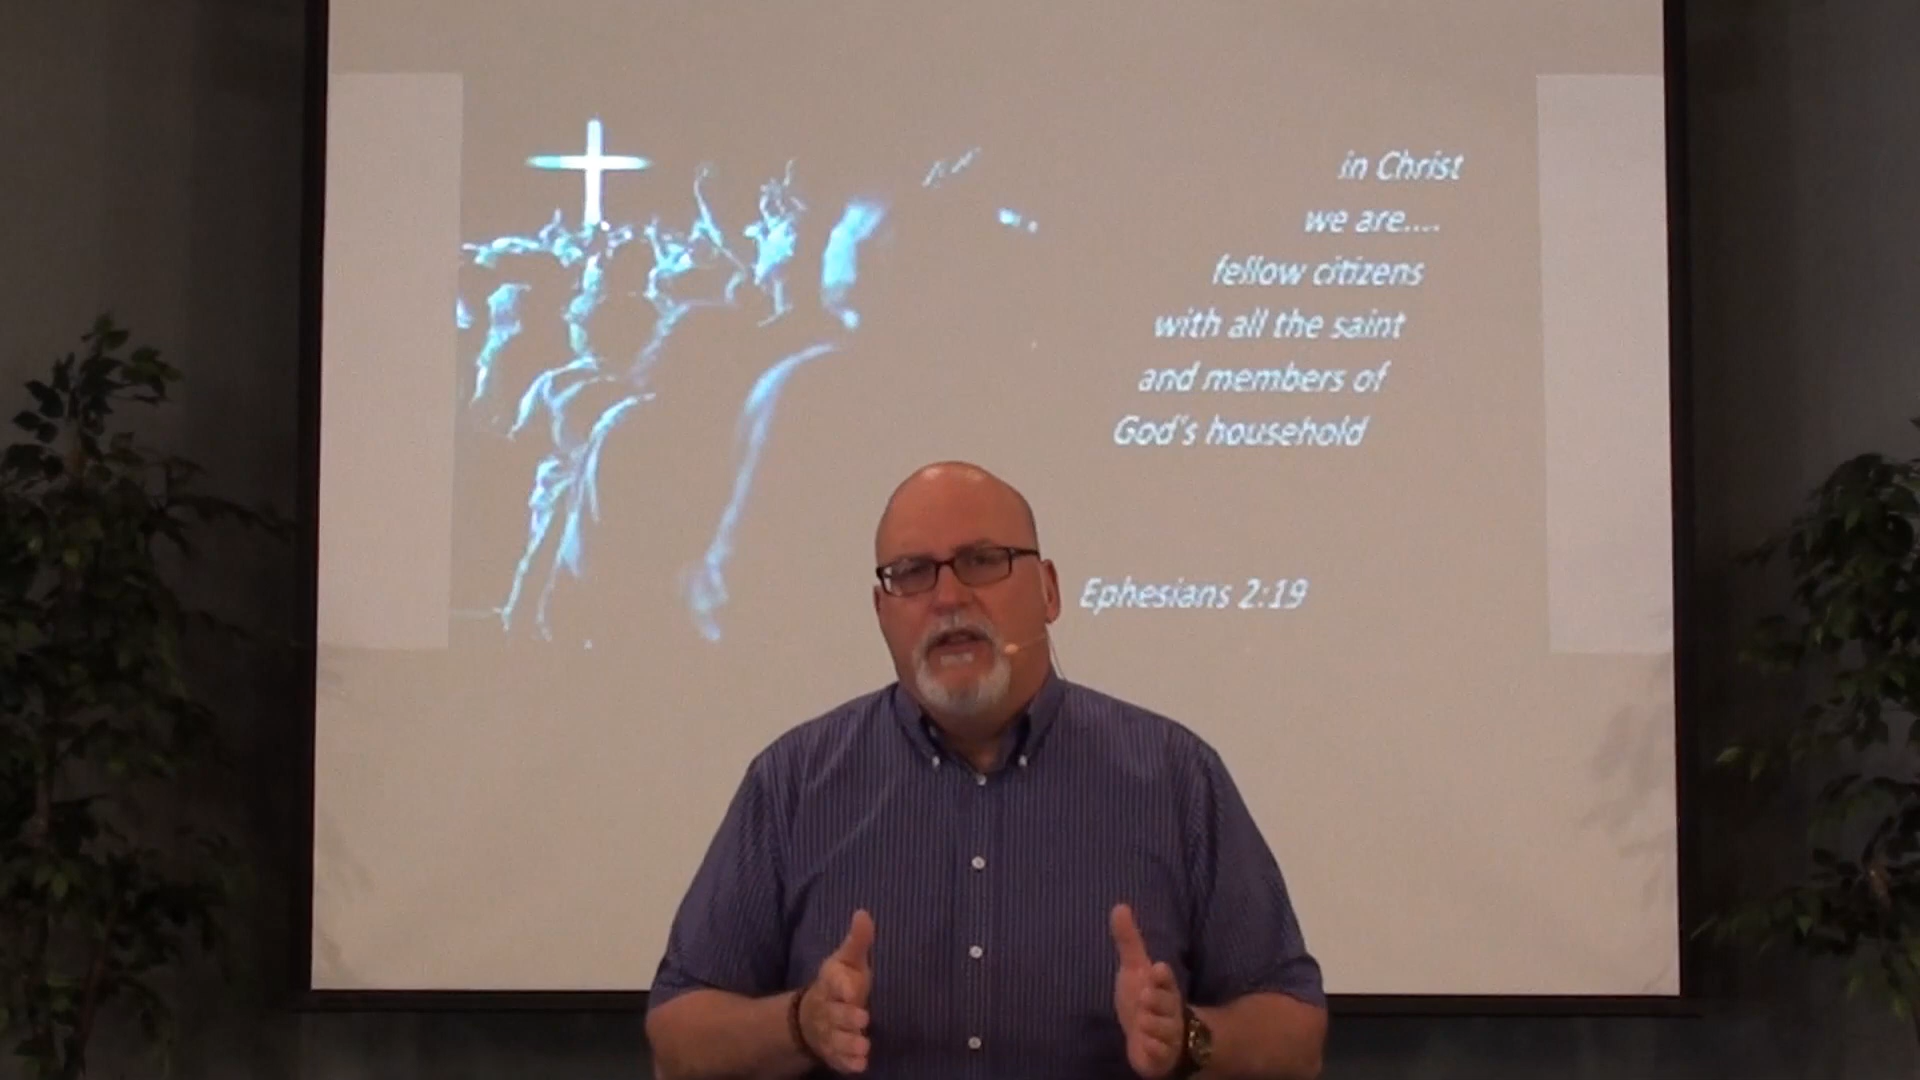 in Christ
we are....
fellow citizens
with all the saint
and members of
God's household
Ephesians 2:19